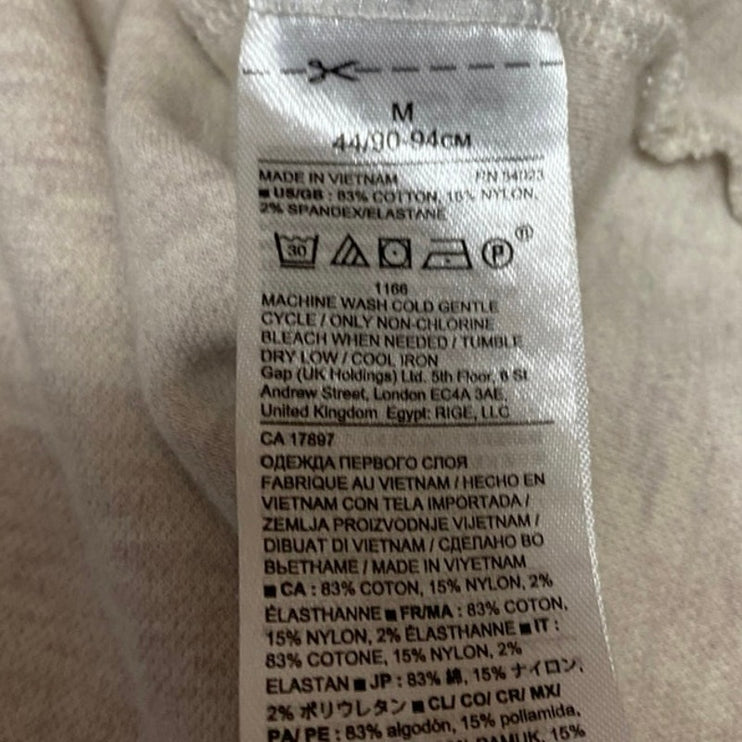 M
44/90-94CM
MADE IN VIETNAM RN 54023
■ US/GB : 83% COTTON, 15% NYLON,
2% SPANDEX/ELASTANE
30 P
1166
MACHINE WASH COLD GENTLE
CYCLE / ONLY NON-CHLORINE
BLEACH WHEN NEEDED / TUMBLE
DRY LOW / COOL IRON
Gap (UK Holdings) Ltd. 5th Floor, 6 St
Andrew Street, London EC4A 3AE,
United Kingdom Egypt: RIGE, LLC
CA 17897
ОДЕЖДА ПЕРВОГО СЛОЯ
FABRIQUE AU VIETNAM / HECHO EN
VIETNAM CON TELA IMPORTADA /
ZEMLJA PROIZVODNJE VIJETNAM /
DIBUAT DI VIETNAM / СДЕЛАНО ВО
ВЬЕТНАМЕ / MADE IN VIYETNAM
■ CA : 83% COTON, 15% NYLON, 2%
ÉLASTHANNE ■ FR/MA : 83% COTON,
15% NYLON, 2% ÉLASTHANNE ■ IT :
83% COTONE, 15% NYLON, 2%
ELASTAN ■ JP : 83% 綿, 15% ナイロン,
2% ポリウレタン ■ CL/ CO/ CR/ MX/
PA/ PE : 83% algodón, 15% poliamida,
PAMUK, 15%